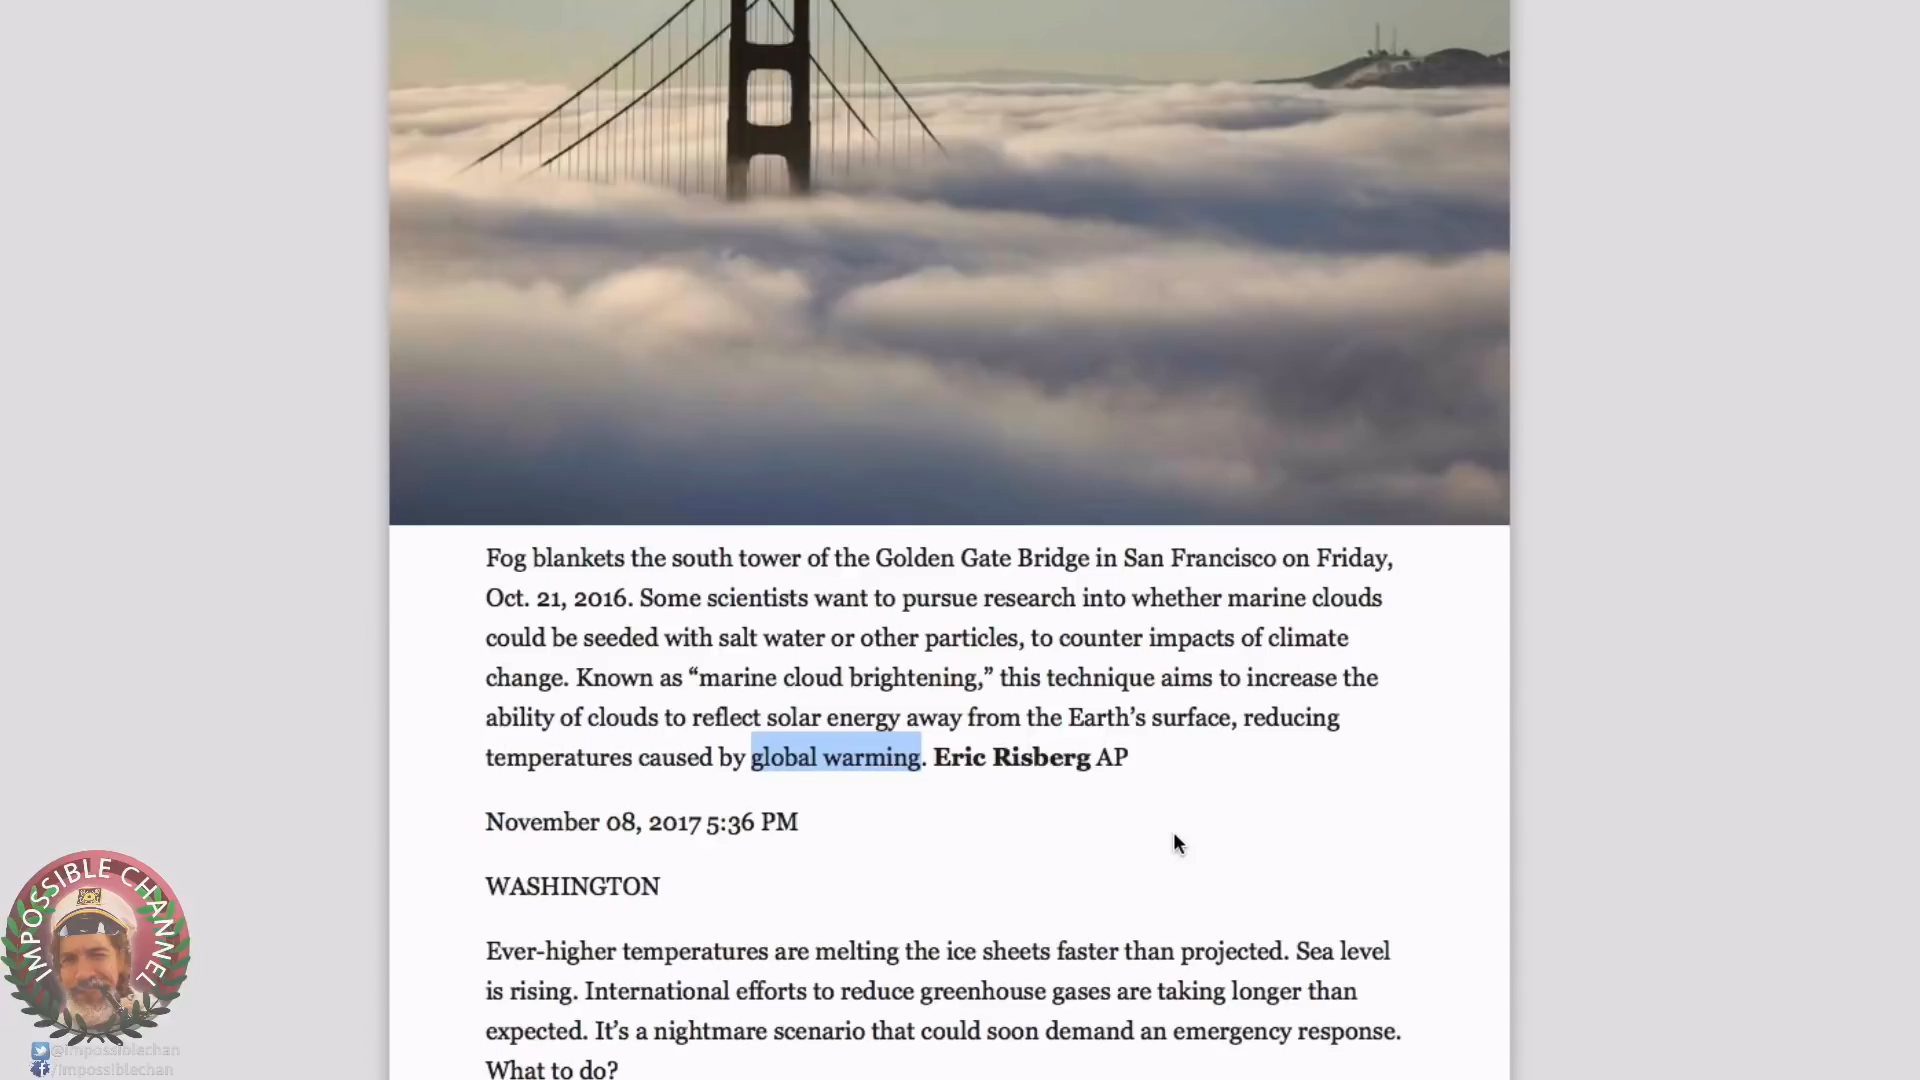 Fog blankets the south tower of the Golden Gate Bridge in San Francisco on Friday,
Oct. 21, 2016. Some scientists want to pursue research into whether marine clouds
could be seeded with salt water or other particles, to counter impacts of climate
change. Known as “marine cloud brightening,” this technique aims to increase the
ability of clouds to reflect solar energy away from the Earth’s surface, reducing
temperatures caused by global warming. Eric Risberg AP
November 08, 2017 5:36 PM
WASHINGTON
Ever-higher temperatures are melting the ice sheets faster than projected. Sea level
is rising. International efforts to reduce greenhouse gases are taking longer than
expected. It’s a nightmare scenario that could soon demand an emergency response.
What to do?
IMPOSSIBLE CHANNEL
@impossiblechan
/impossiblechan